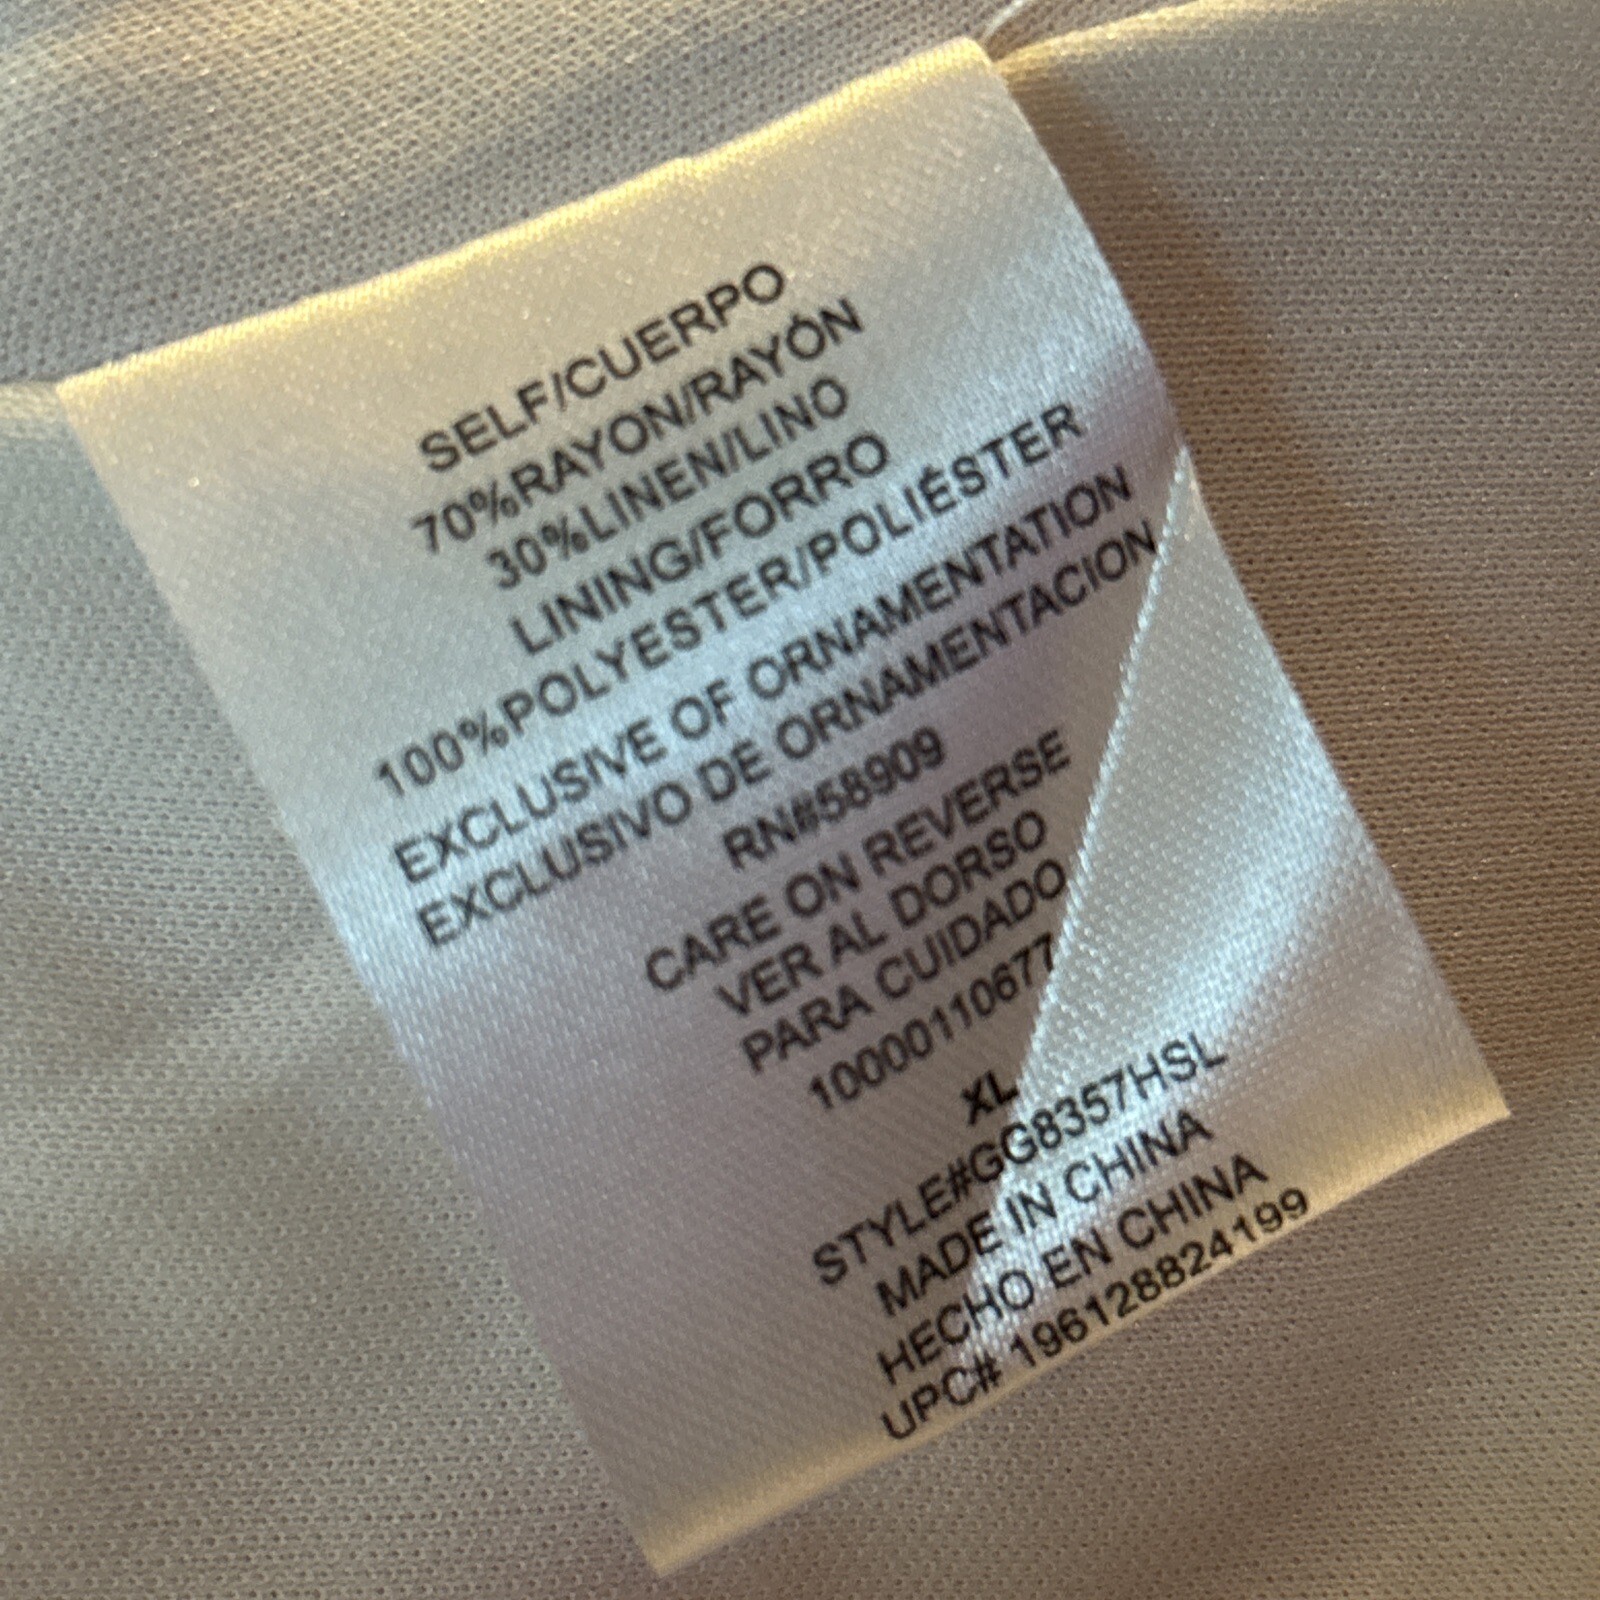 SELF/CUERPO
70%RAYON/RAYÓN
30%LINEN/LINO
LINING/FORRO
100%POLYESTER/POLIÉSTER
EXCLUSIVE OF ORNAMENTATION
EXCLUSIVO DE ORNAMENTACION
RN#58909
CARE ON REVERSE
VER AL DORSO
PARA CUIDADO
10000110677
XL
STYLE#GG8357HSL
MADE IN CHINA
HECHO EN CHINA
UPC# 196128824199